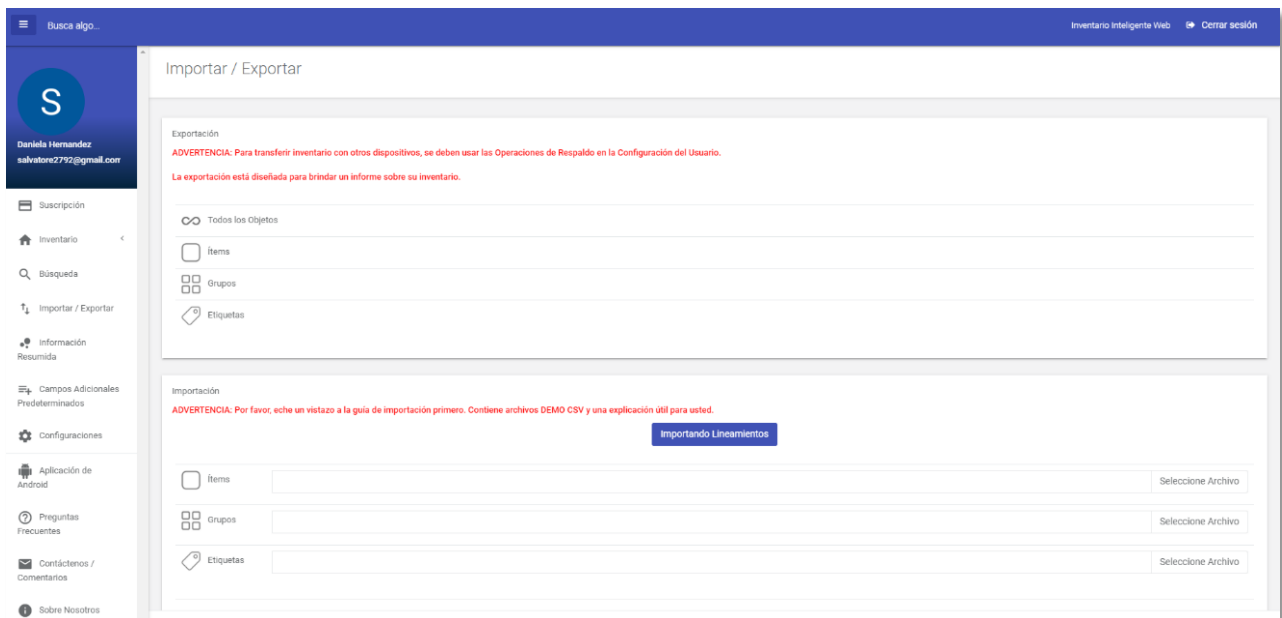 Busca algo...
Inventario Inteligente Web
Cerrar sesión
S
Daniela Hernandez
salvatore2792@gmail.com
Suscripción
Inventario
Búsqueda
Importar / Exportar
Información
Resumida
Campos Adicionales
Predeterminados
Configuraciones
Aplicación de
Android
Preguntas
Frecuentes
Contáctenos /
Comentarios
Sobre Nosotros
Importar / Exportar
Exportación
ADVERTENCIA: Para transferir inventario con otros dispositivos, se deben usar las Operaciones de Respaldo en la Configuración del Usuario.
La exportación está diseñada para brindar un informe sobre su inventario.
Todos los Objetos
Ítems
Grupos
Etiquetas
Importación
ADVERTENCIA: Por favor, eche un vistazo a la guía de importación primero. Contiene archivos DEMO CSV y una explicación útil para usted.
Importando Lineamientos
Ítems
Seleccione Archivo
Grupos
Seleccione Archivo
Etiquetas
Seleccione Archivo